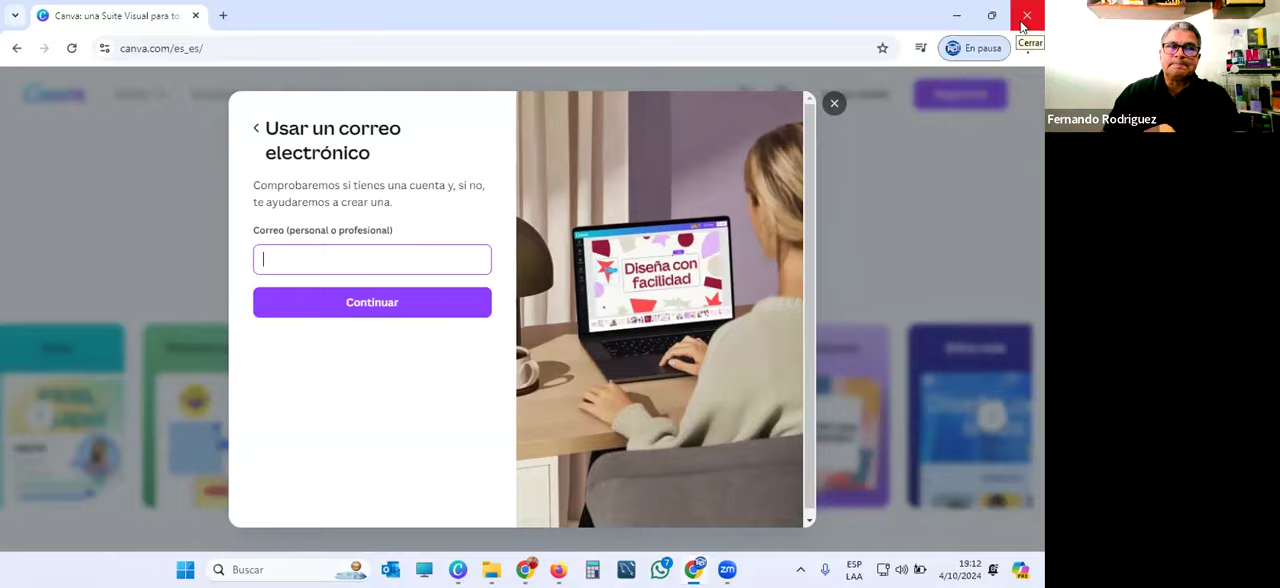 Canva: una Suite Visual para to
canva.com/es_es/
En pausa
Cerrar
Fernando Rodriguez
Usar un correo
electrónico
Comprobaremos si tienes una cuenta y, si no,
te ayudaremos a crear una.
Correo (personal o profesional)
Continuar
Diseña con
facilidad
Buscar
7
zm
ESP
LAA
19:12
4/10/2024